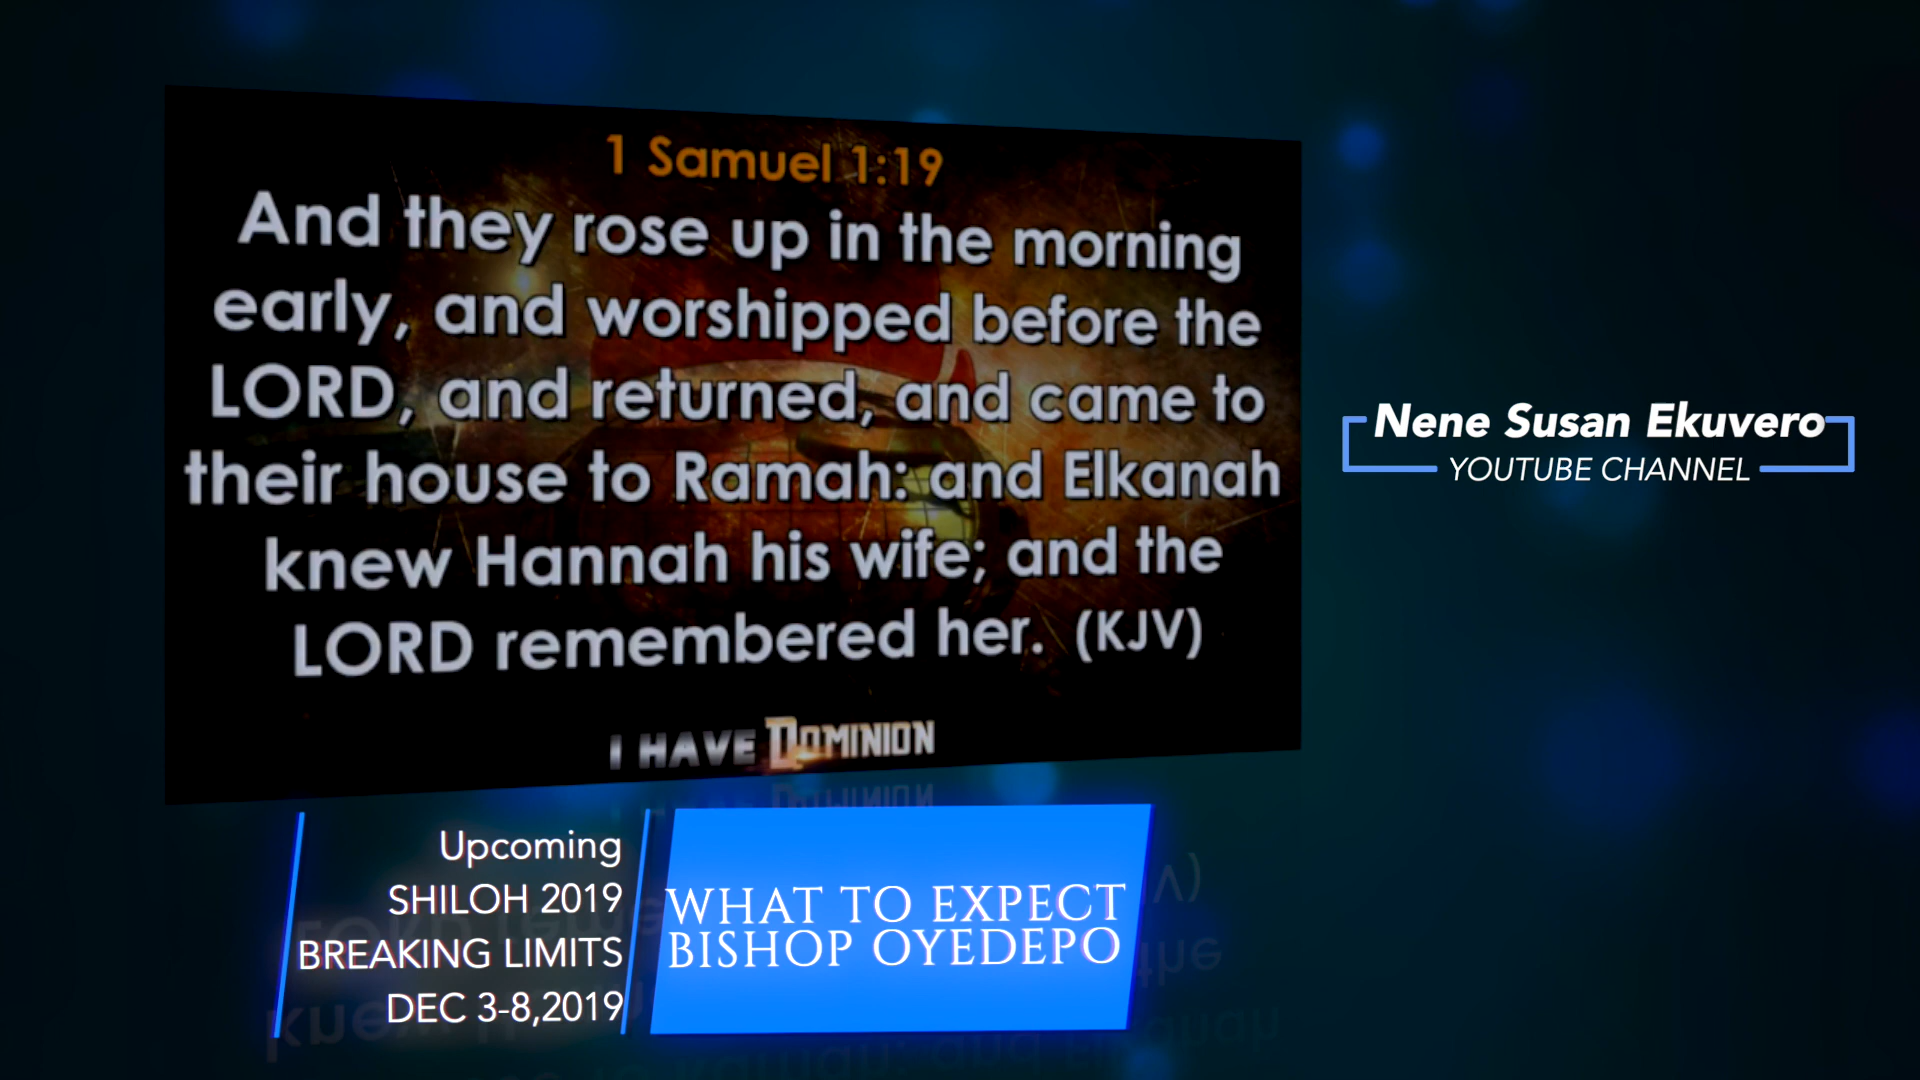 1 Samuel 1:19
And they rose up in the morning
early, and worshipped before the
LORD, and returned, and came to
their house to Ramah: and Elkanah
knew Hannah his wife; and the
LORD remembered her. (KJV)
I HAVE DOMINION
Nene Susan Ekuvero
YOUTUBE CHANNEL
Upcoming
SHILOH 2019
BREAKING LIMITS
DEC 3-8,2019
WHAT TO EXPECT
BISHOP OYEDEPO